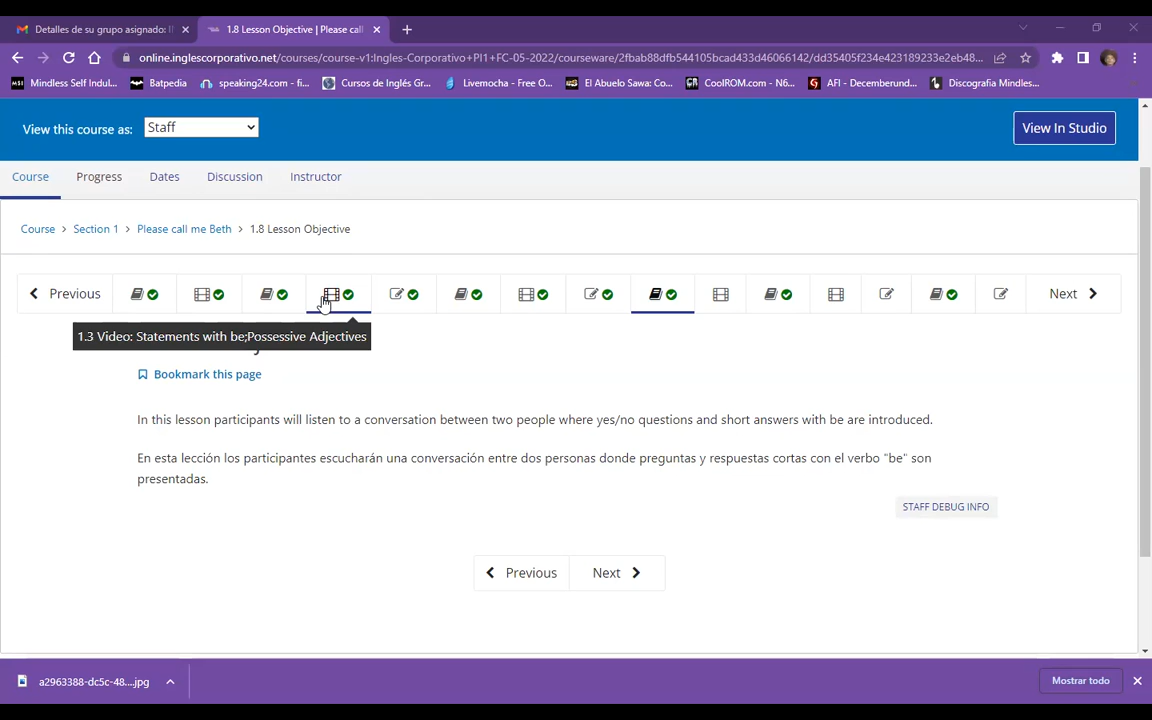 Detalles de su grupo asignado: I
1.8 Lesson Objective | Please cal
online.inglescorporativo.net/courses/course-v1:Ingles-Corporativo+PI1+FC-05-2022/courseware/2fbab88dfb544105bcad433d46066142/dd35405f234e423189233e2eb48...
Mindless Self Indul... Batpedia speaking24.com - fi... Cursos de Inglés Gr... Livemocha - Free O... El Abuelo Sawa: Co... CoolROM.com - N6... AFI - Decemberund... Discografia Mindles...
View this course as: Staff View In Studio
Course Progress Dates Discussion Instructor
Course > Section 1 > Please call me Beth > 1.8 Lesson Objective
Previous Next
1.3 Video: Statements with be;Possessive Adjectives
Bookmark this page
In this lesson participants will listen to a conversation between two people where yes/no questions and short answers with be are introduced.
En esta lección los participantes escucharán una conversación entre dos personas donde preguntas y respuestas cortas con el verbo "be" son
presentadas.
STAFF DEBUG INFO
Previous Next
a2963388-dc5c-48....jpg Mostrar todo